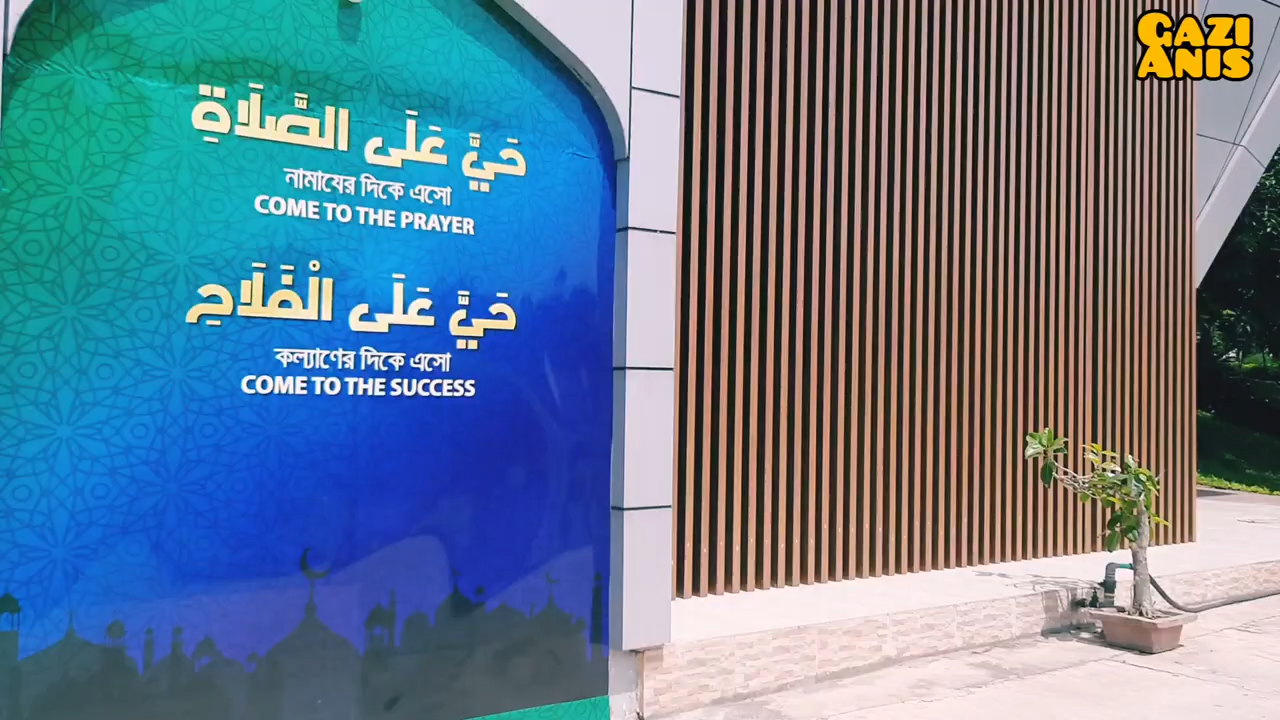 حَيَّ عَلَى الصَّلَاةِ
নামাযের দিকে এসো
COME TO THE PRAYER
حَيَّ عَلَى الْفَلَاحِ
কল্যাণের দিকে এসো
COME TO THE SUCCESS
GAZI
ANIS